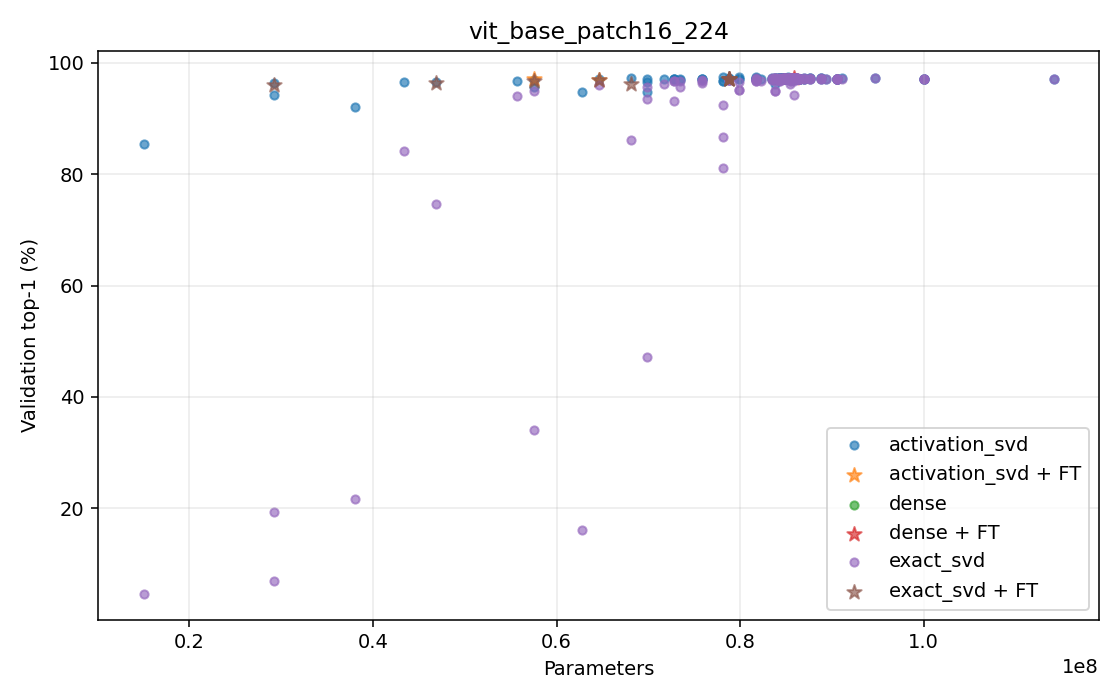 vit_base_patch16_224
100
80
60
40
20
Validation top-1 (%)
activation_svd
activation_svd + FT
dense
dense + FT
exact_svd
exact_svd + FT
0.2
0.4
0.6
0.8
1.0
1e8
Parameters